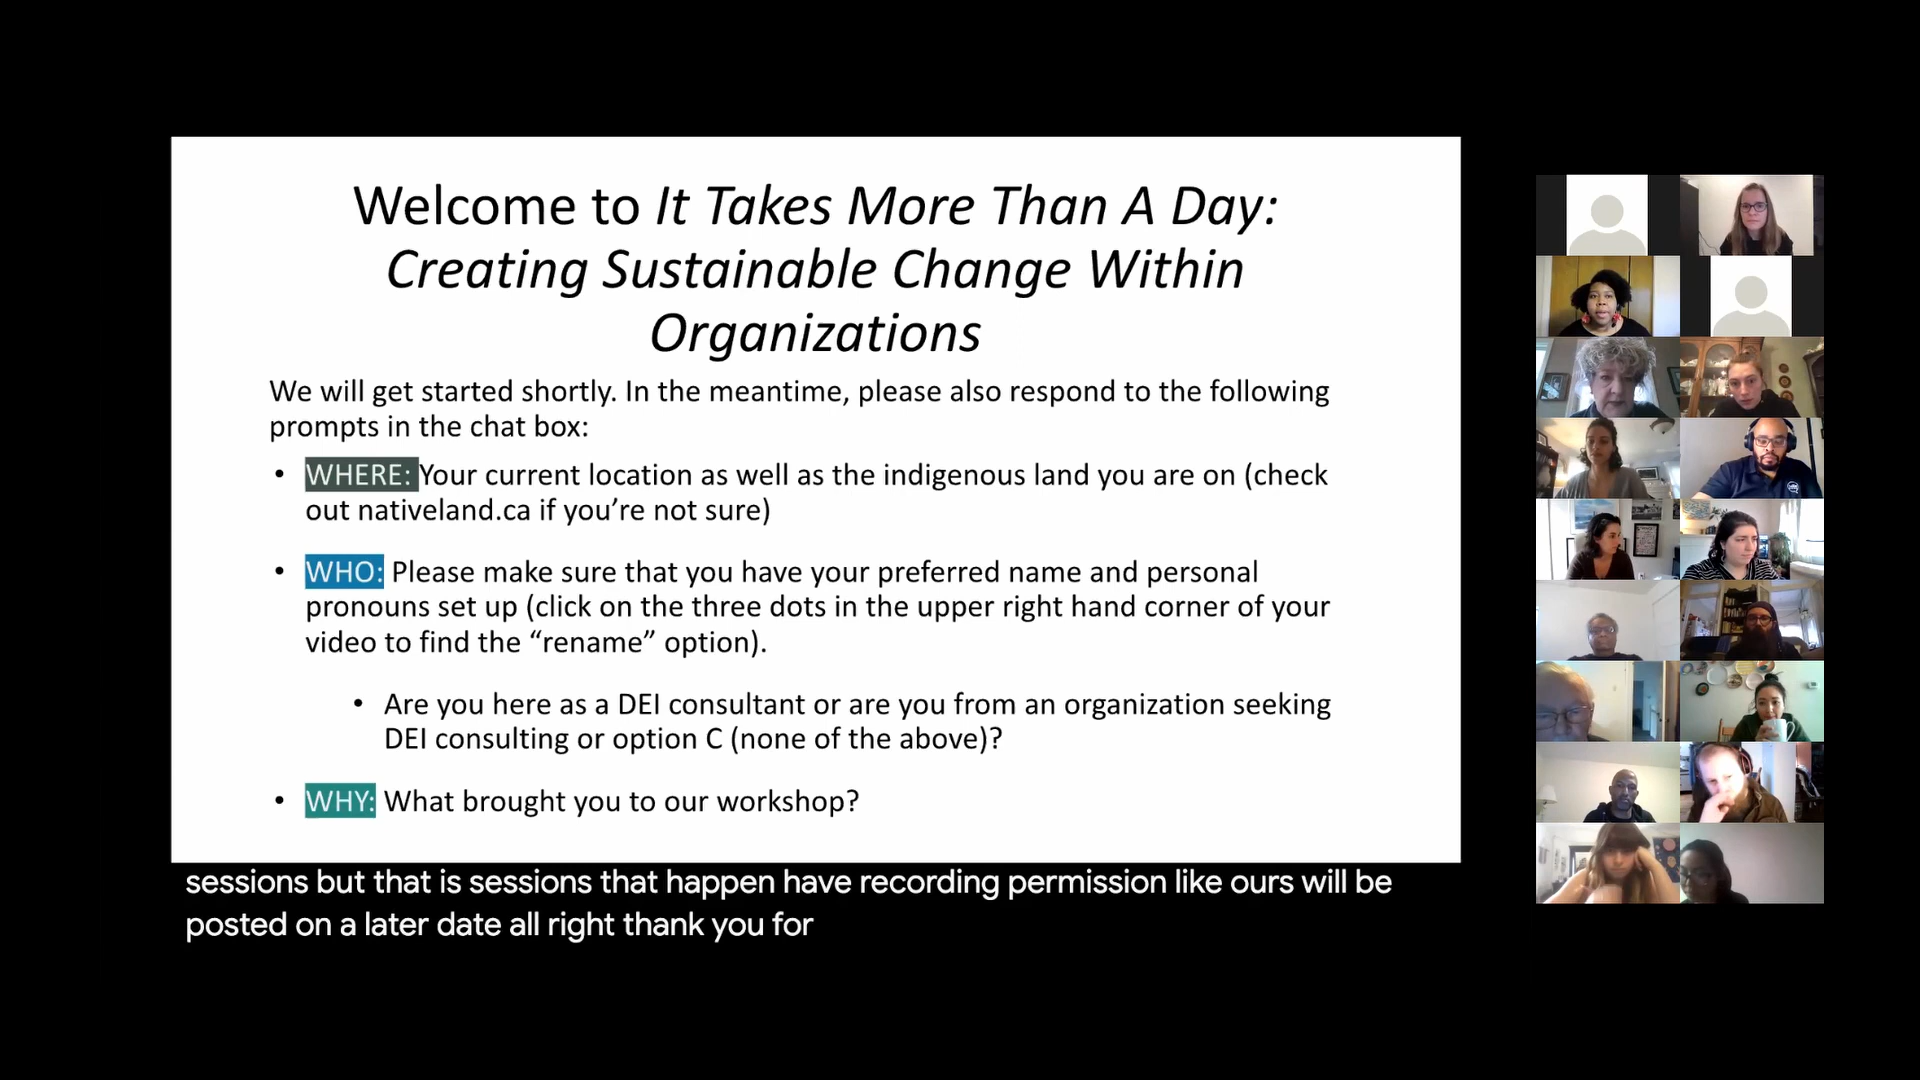 Welcome to It Takes More Than A Day:
Creating Sustainable Change Within
Organizations
We will get started shortly. In the meantime, please also respond to the following
prompts in the chat box:
• WHERE: Your current location as well as the indigenous land you are on (check
out nativeland.ca if you’re not sure)
• WHO: Please make sure that you have your preferred name and personal
pronouns set up (click on the three dots in the upper right hand corner of your
video to find the “rename” option).
• Are you here as a DEI consultant or are you from an organization seeking
DEI consulting or option C (none of the above)?
• WHY: What brought you to our workshop?
sessions but that is sessions that happen have recording permission like ours will be
posted on a later date all right thank you for